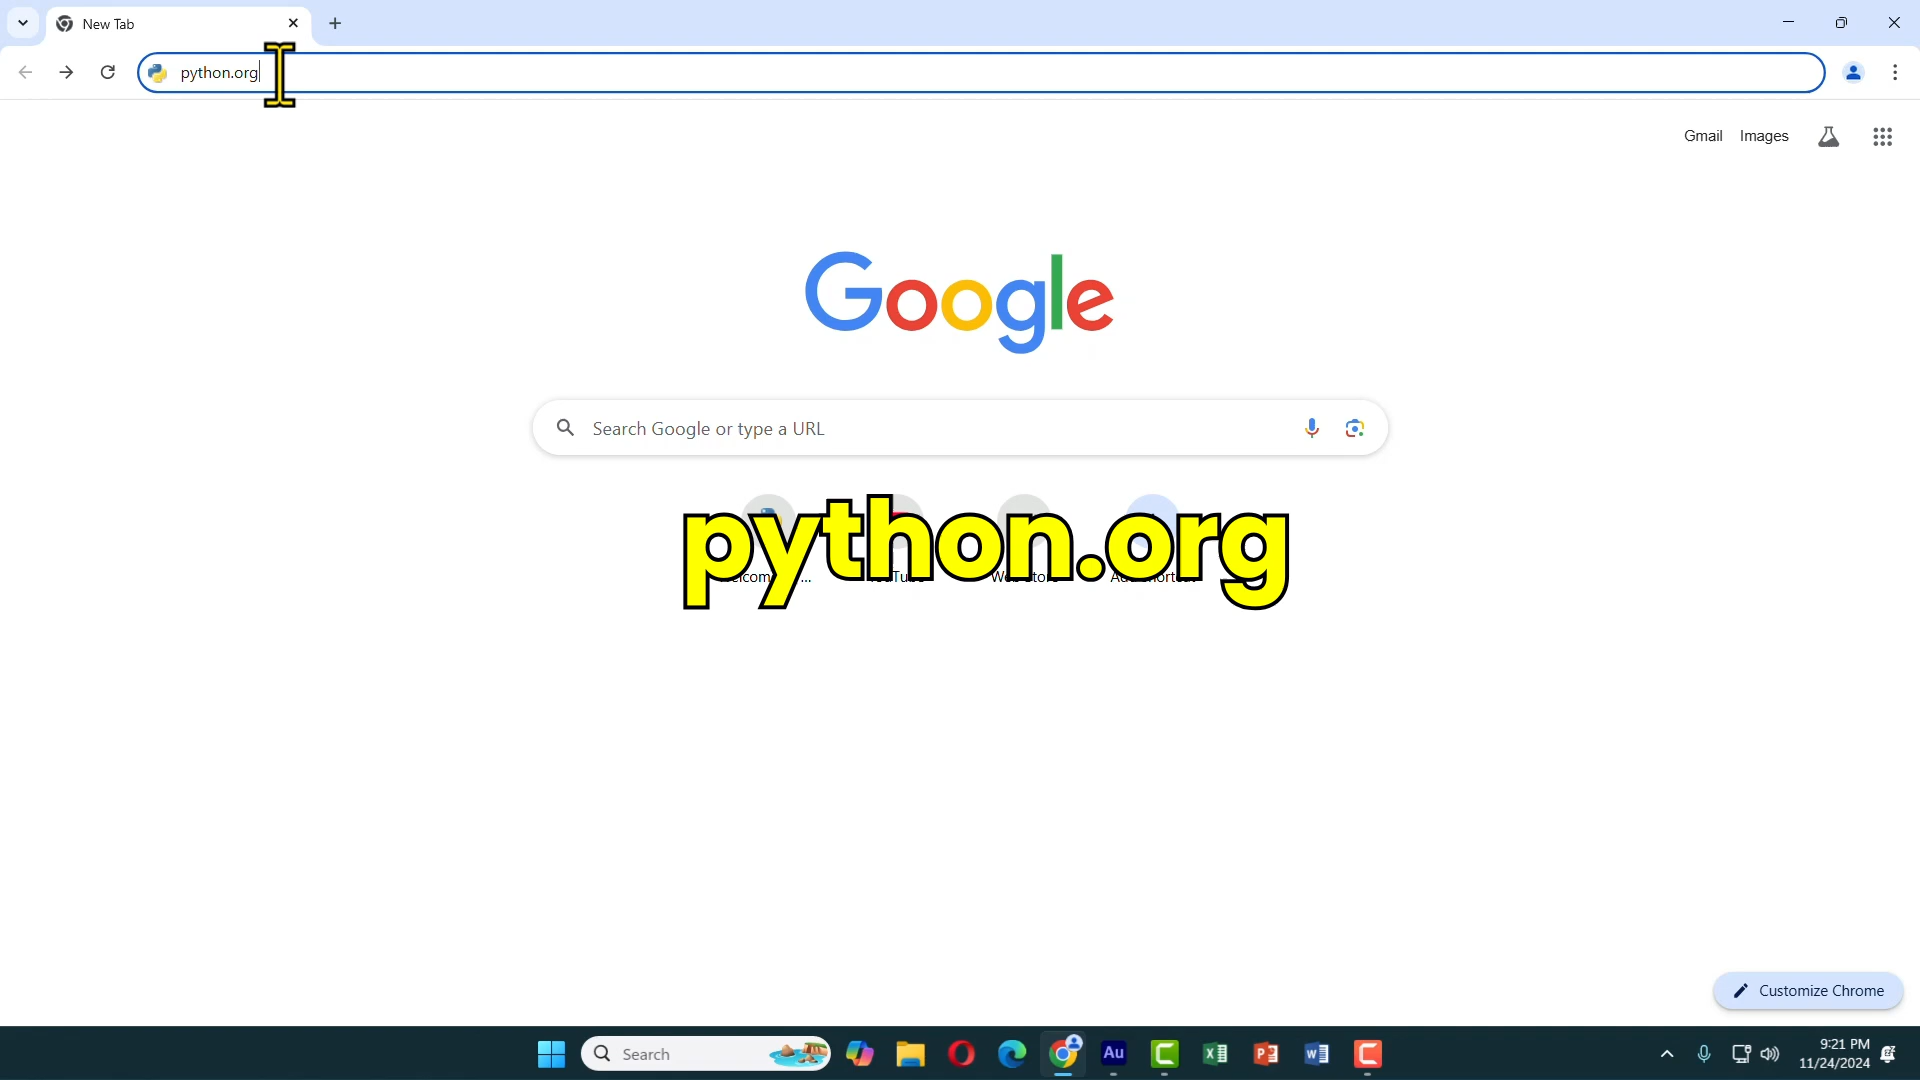 New Tab
python.org
Gmail Images
Google
Search Google or type a URL
python.org
Customize Chrome
Search
Au
9:21 PM
11/24/2024